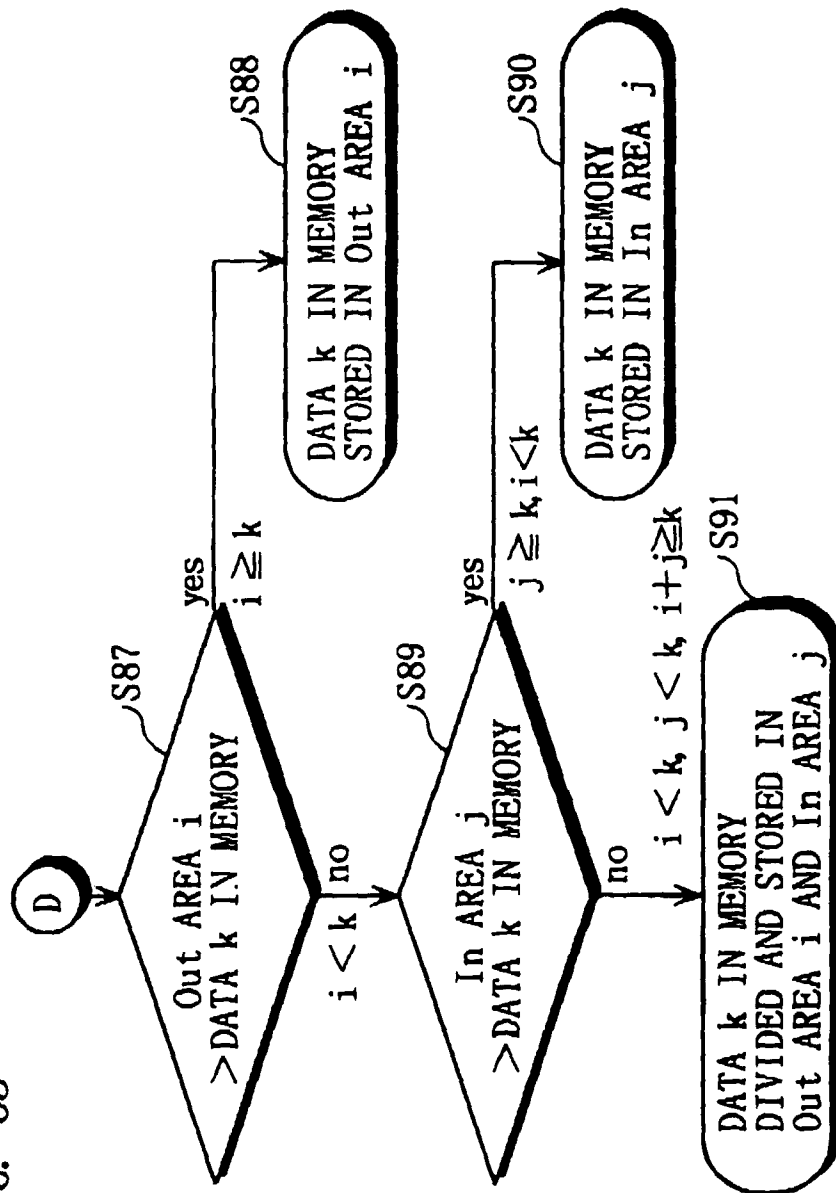 D
S87
Out AREA i
>DATA k IN MEMORY
yes
i ≧ k
S88
DATA k IN MEMORY
STORED IN Out AREA i
no
i < k
S89
In AREA j
>DATA k IN MEMORY
yes
j ≧ k, i<k
S90
DATA k IN MEMORY
STORED IN In AREA j
no
i < k, j < k, i+j≧k
S91
DATA k IN MEMORY
DIVIDED AND STORED IN
Out AREA i AND In AREA j